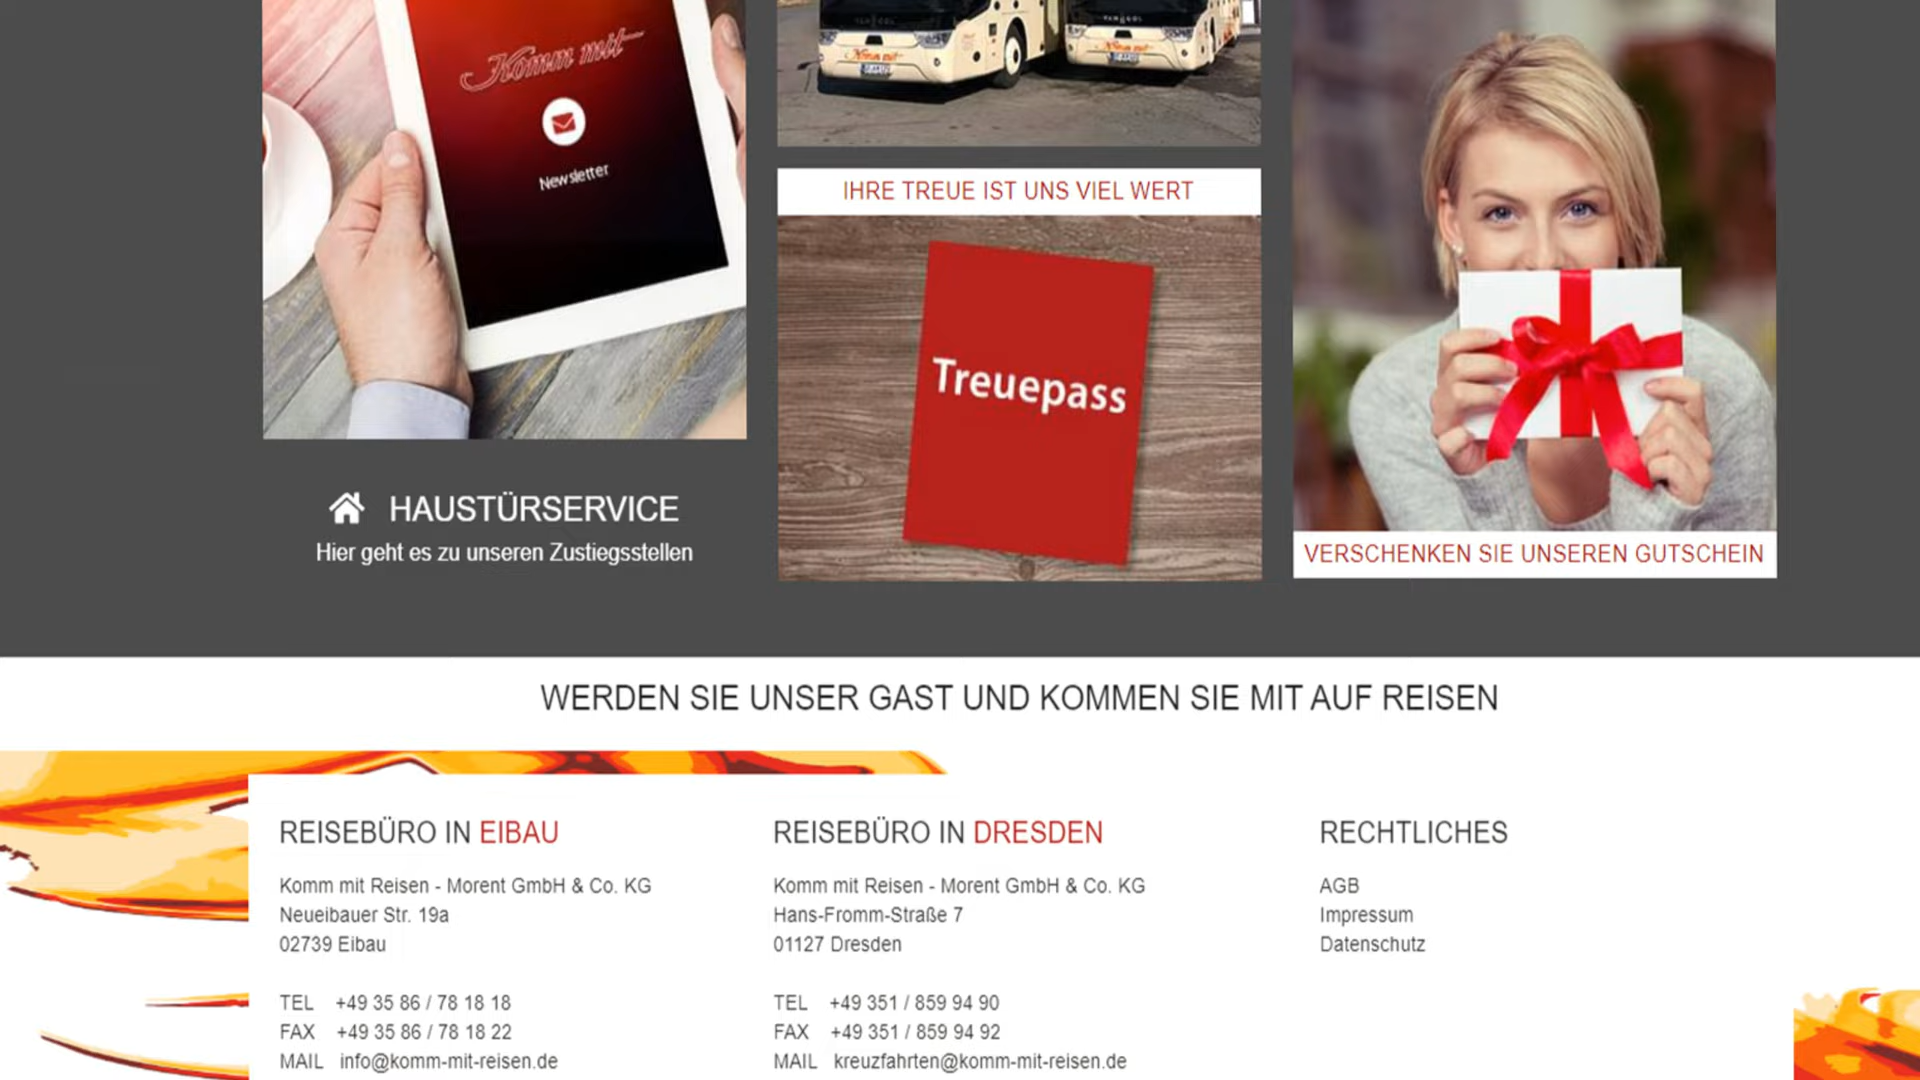 Komm mit
Newsletter
HAUSTÜRSERVICE
Hier geht es zu unseren Zustiegsstellen
Komm mit
Komm mit
IHRE TREUE IST UNS VIEL WERT
Treuepass
VERSCHENKEN SIE UNSEREN GUTSCHEIN
WERDEN SIE UNSER GAST UND KOMMEN SIE MIT AUF REISEN
REISEBÜRO IN EIBAU
Komm mit Reisen - Morent GmbH & Co. KG
Neueibauer Str. 19a
02739 Eibau
TEL +49 35 86 / 78 18 18
FAX +49 35 86 / 78 18 22
MAIL info@komm-mit-reisen.de
REISEBÜRO IN DRESDEN
Komm mit Reisen - Morent GmbH & Co. KG
Hans-Fromm-Straße 7
01127 Dresden
TEL +49 351 / 859 94 90
FAX +49 351 / 859 94 92
MAIL kreuzfahrten@komm-mit-reisen.de
RECHTLICHES
AGB
Impressum
Datenschutz